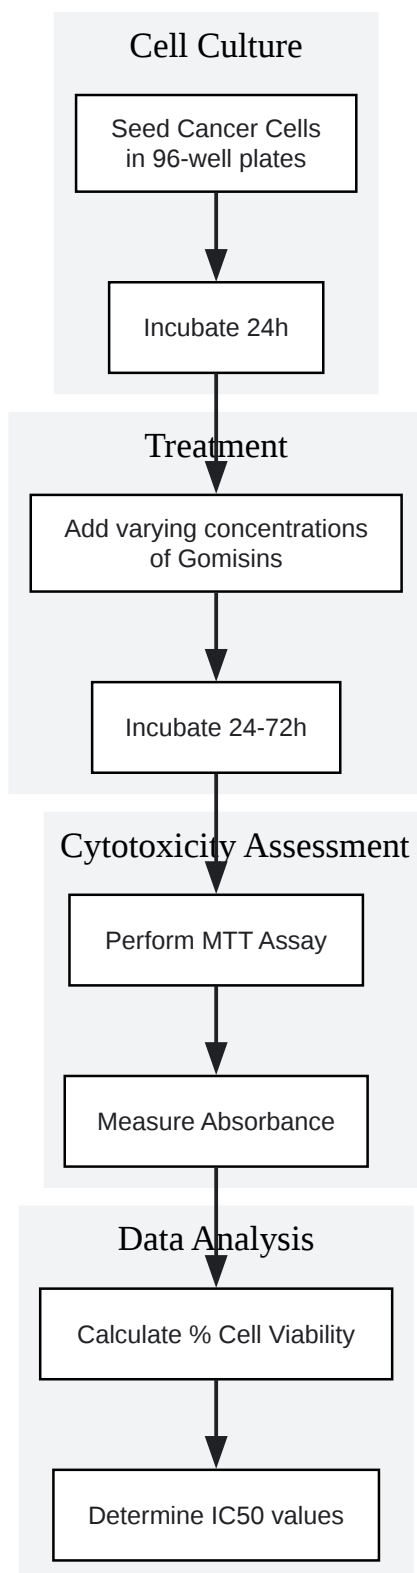 Cell Culture
Seed Cancer Cells
in 96-well plates
Incubate 24h
Treatment
Add varying concentrations
of Gomisins
Incubate 24-72h
Cytotoxicity Assessment
Perform MTT Assay
Measure Absorbance
Data Analysis
Calculate % Cell Viability
Determine IC50 values